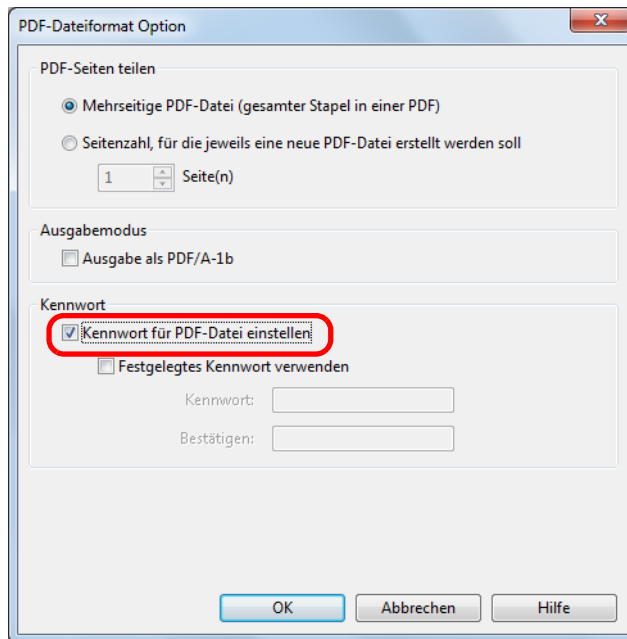 PDF-Dateiformat Option
PDF-Seiten teilen
Mehrseitige PDF-Datei (gesamter Stapel in einer PDF)
Seitenzahl, für die jeweils eine neue PDF-Datei erstellt werden soll
1 Seite(n)
Ausgabemodus
Ausgabe als PDF/A-1b
Kennwort
Kennwort für PDF-Datei einstellen
Festgelegtes Kennwort verwenden
Kennwort:
Bestätigen:
OK Abbrechen Hilfe